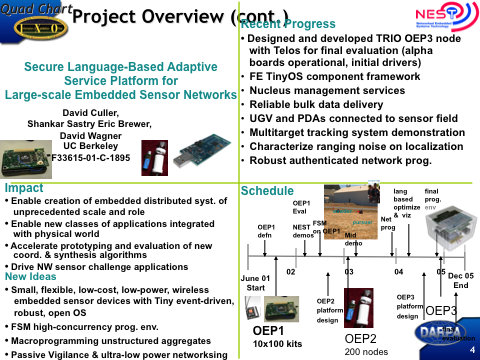 Quad Chart
Project Overview (cont.)
NEST
Secure Language-Based Adaptive
Service Platform for
Large-scale Embedded Sensor Networks
David Culler,
Shankar Sastry Eric Brewer,
David Wagner
UC Berkeley
F33615-01-C-1895
Recent Progress
• Designed and developed TRIO OEP3 node
with Telos for final evaluation (alpha
boards operational, initial drivers)
• FE TinyOS component framework
• Nucleus management services
• Reliable bulk data delivery
• UGV and PDAs connected to sensor field
• Multitarget tracking system demonstration
• Characterize ranging noise on localization
• Robust authenticated network prog.
Impact
• Enable creation of embedded distributed syst. of
unprecedented scale and role
• Enable new classes of applications integrated
with physical world
• Accelerate prototyping and evaluation of new
coord. & synthesis algorithms
• Drive NW sensor challenge applications
New Ideas
• Small, flexible, low-cost, low-power, wireless
embedded sensor devices with Tiny event-driven,
robust, open OS
• FSM high-concurrency prog. env.
• Macroprogramming unstructured aggregates
• Passive Vigilance & ultra-low power networksing
Schedule
OEP1
defn
OEP1
Eval
NEST
demos
FSM
on OEP1
Mid
demo
Net
prog
lang
based
optimize
& viz
final
prog.
env
June 01
Start
02
03
04
05
Dec 05
End
OEP1
10x100 kits
OEP2
platform
design
OEP2
200 nodes
OEP3
platform
design
OEP3
evaluation
DARPA
4